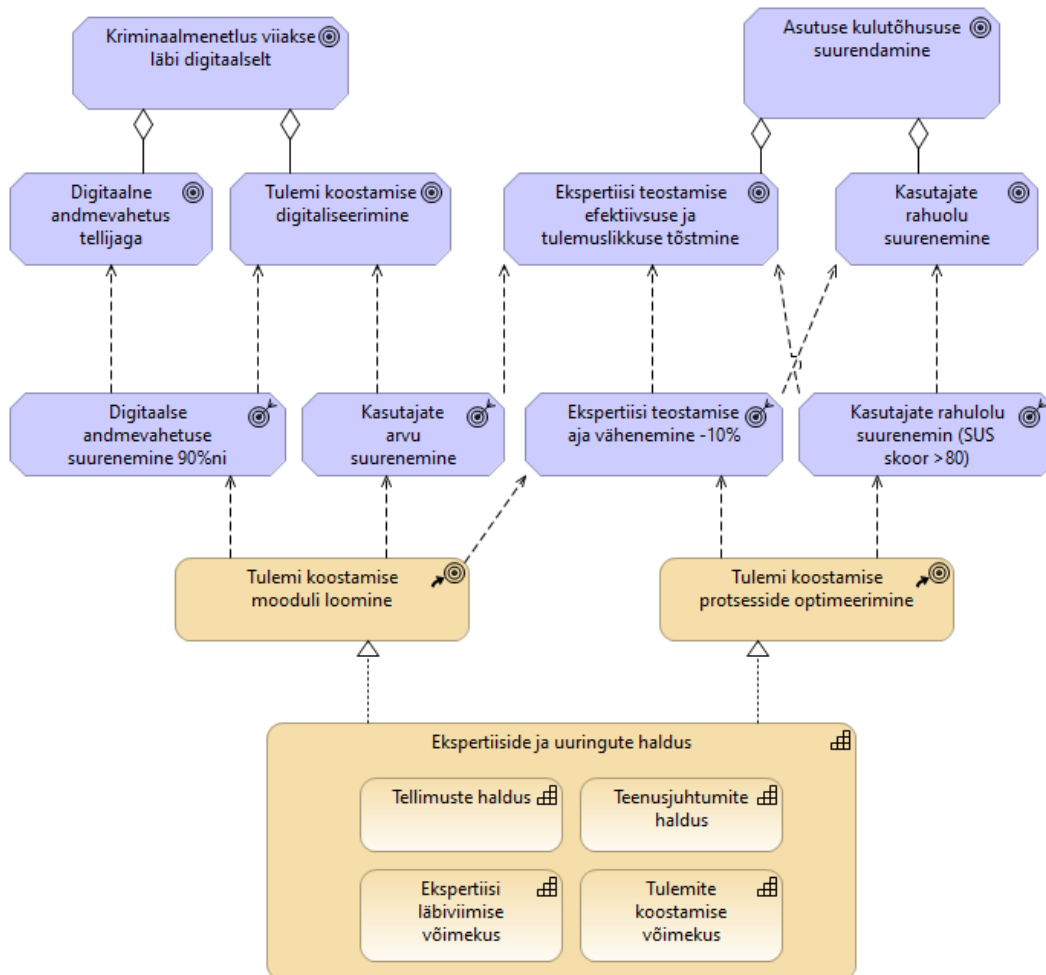 Kriminaalmenetlus viiakse
läbi digitaalselt
Asutuse kulutõhususe
suurendamine
Digitaalne
andmevahetus
tellijaga
Tulemi koostamise
digitaliseerimine
Ekspertiisi teostamise
efektiivsuse ja
tulemuslikkuse tõstmine
Kasutajate
rahuolu
suurenemine
Digitaalse
andmevahetuse
suurenemine 90%ni
Kasutajate
arvu
suurenemine
Ekspertiisi teostamise
aja vähenemine -10%
Kasutajate rahulolu
suurenemin (SUS
skoor >80)
Tulemi koostamise
mooduli loomine
Tulemi koostamise
protsesside optimeerimine
Ekspertiiside ja uuringute haldus
Tellimuste haldus
Teenusjuhtumite
haldus
Ekspertiisi
läbiviimise
võimekus
Tulemite
koostamise
võimekus